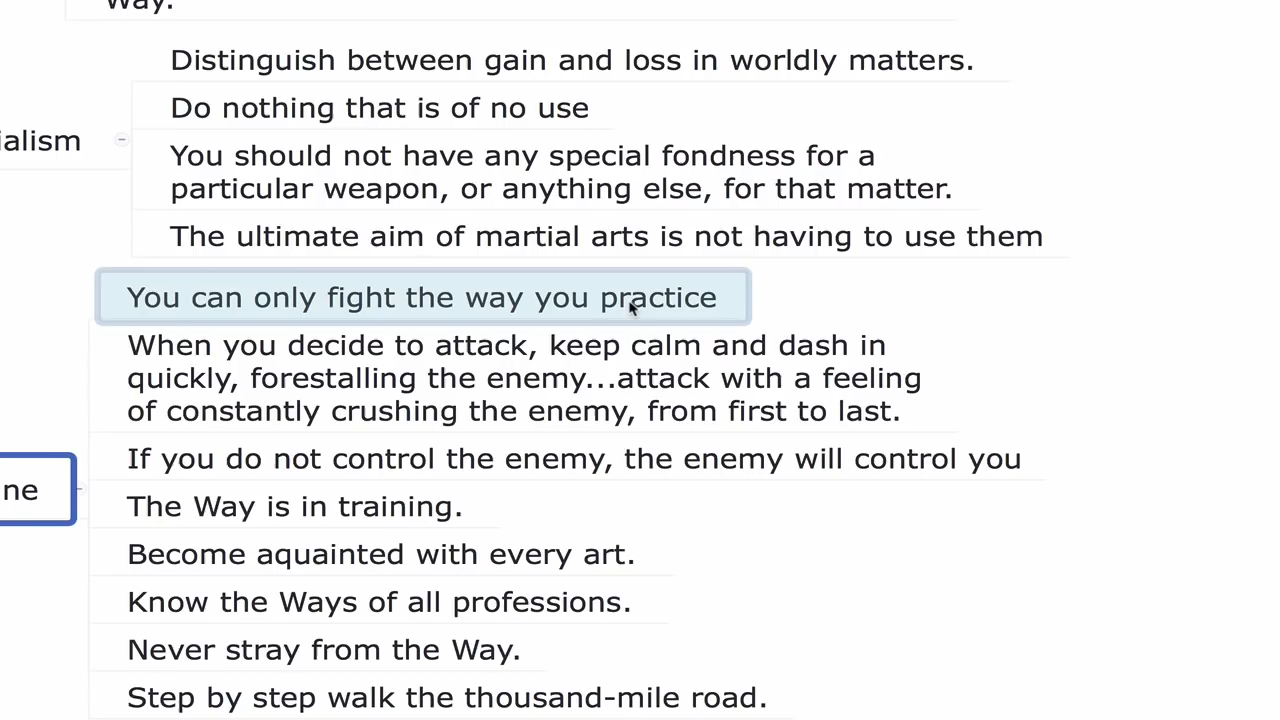 Way.
Distinguish between gain and loss in worldly matters.
Do nothing that is of no use
ialism
You should not have any special fondness for a
particular weapon, or anything else, for that matter.
The ultimate aim of martial arts is not having to use them
You can only fight the way you practice
When you decide to attack, keep calm and dash in
quickly, forestalling the enemy...attack with a feeling
of constantly crushing the enemy, from first to last.
If you do not control the enemy, the enemy will control you
ne
The Way is in training.
Become aquainted with every art.
Know the Ways of all professions.
Never stray from the Way.
Step by step walk the thousand-mile road.